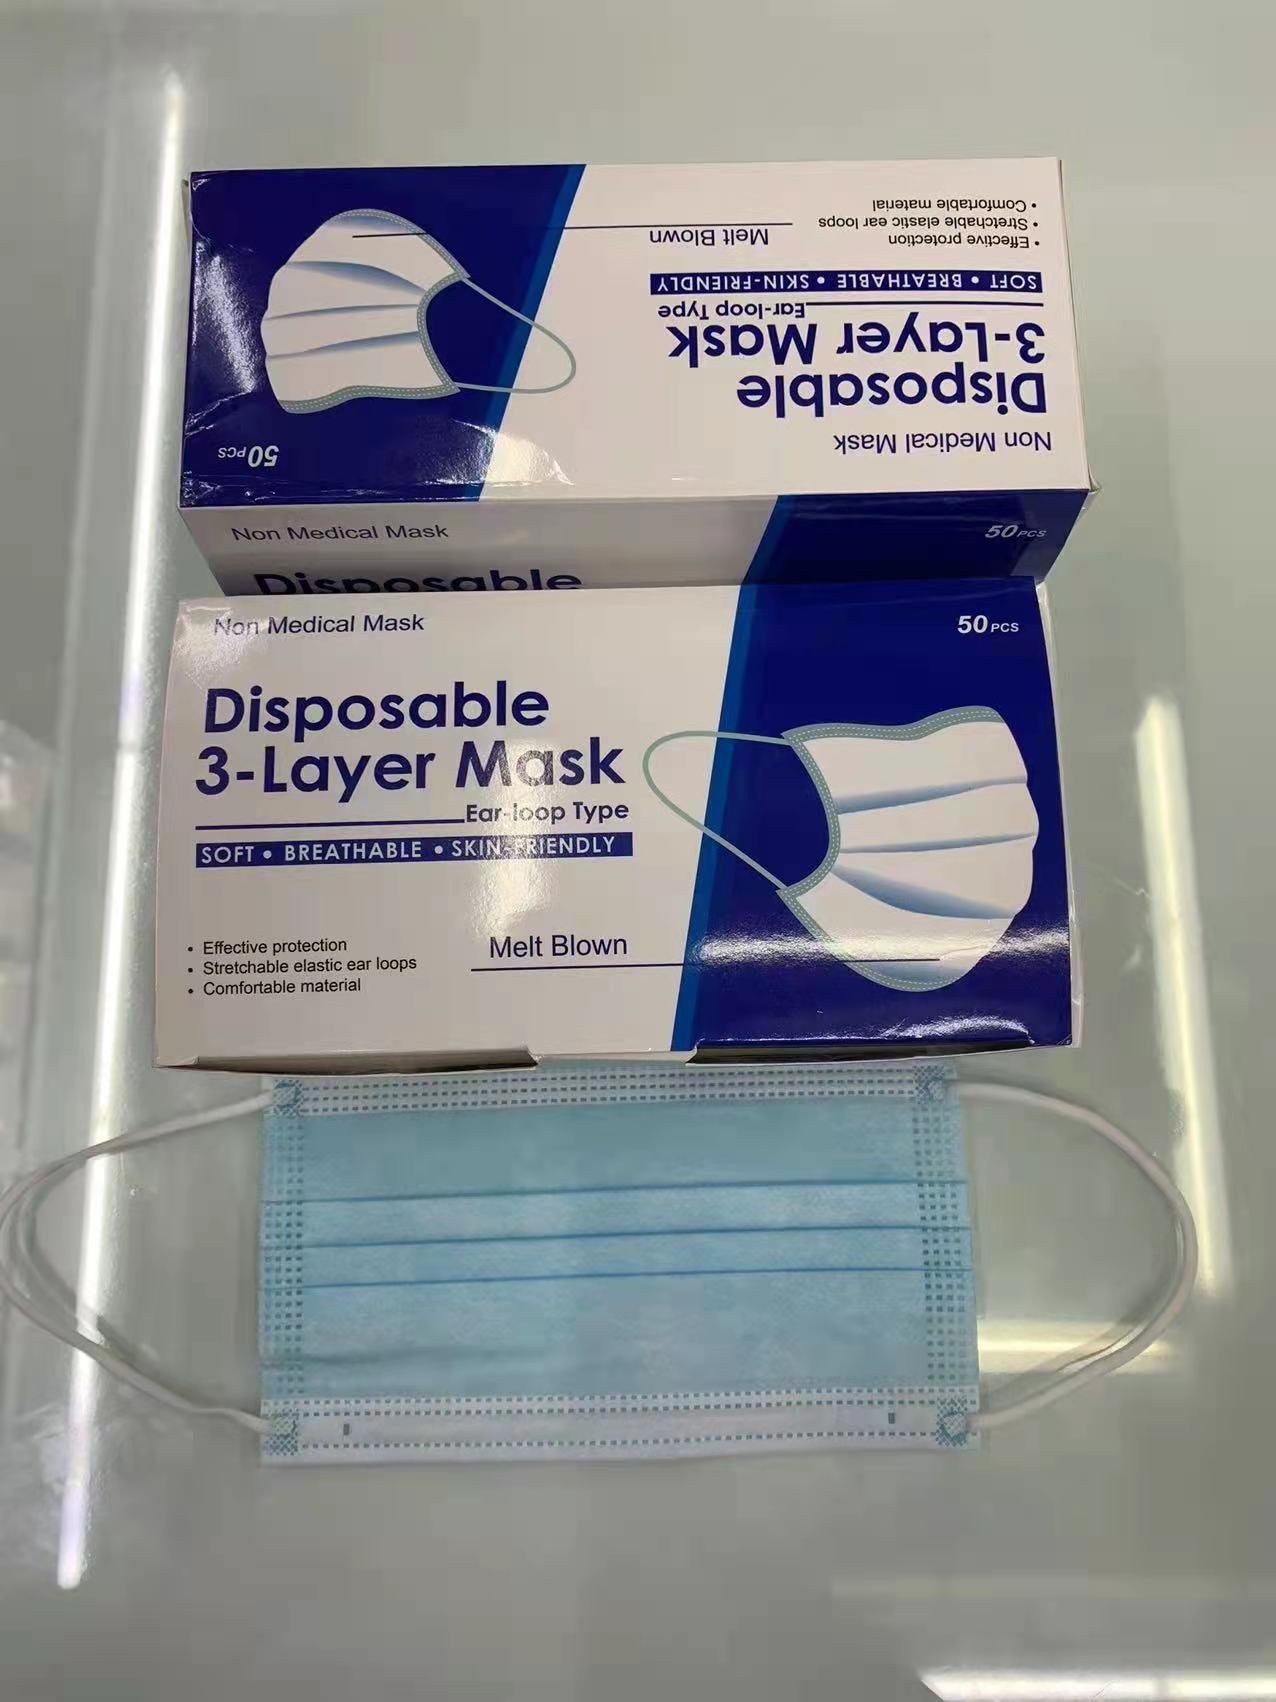 • Comfortable material
• Stretchable elastic ear loops
• Effective protection
Melt Blown
SOFT • BREATHABLE • SKIN-FRIENDLY
Ear-loop Type
3-Layer Mask
Disposable
Non Medical Mask
50 PCS
Non Medical Mask
50 PCS
Disposable
Non Medical Mask
50 PCS
Disposable
3-Layer Mask
Ear-loop Type
SOFT • BREATHABLE • SKIN-FRIENDLY
• Effective protection
• Stretchable elastic ear loops
• Comfortable material
Melt Blown